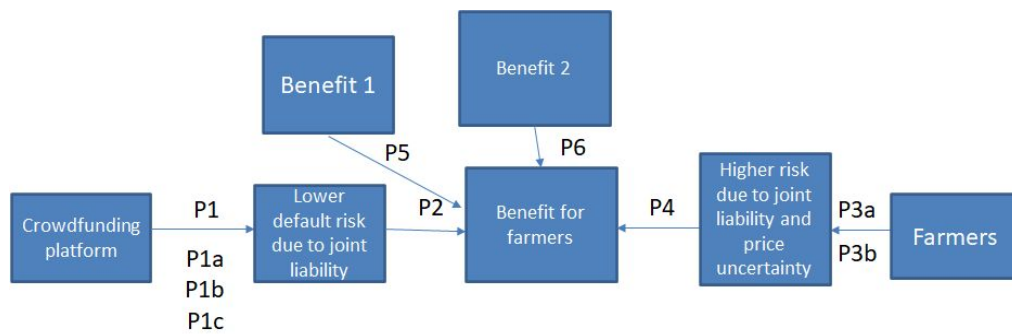 Benefit 1
Benefit 2
P5
P6
Crowdfunding
platform
P1
P1a
P1b
P1c
Lower
default risk
due to joint
liability
P2
Benefit for
farmers
P4
Higher risk
due to joint
liability and
price
uncertainty
P3a
P3b
Farmers